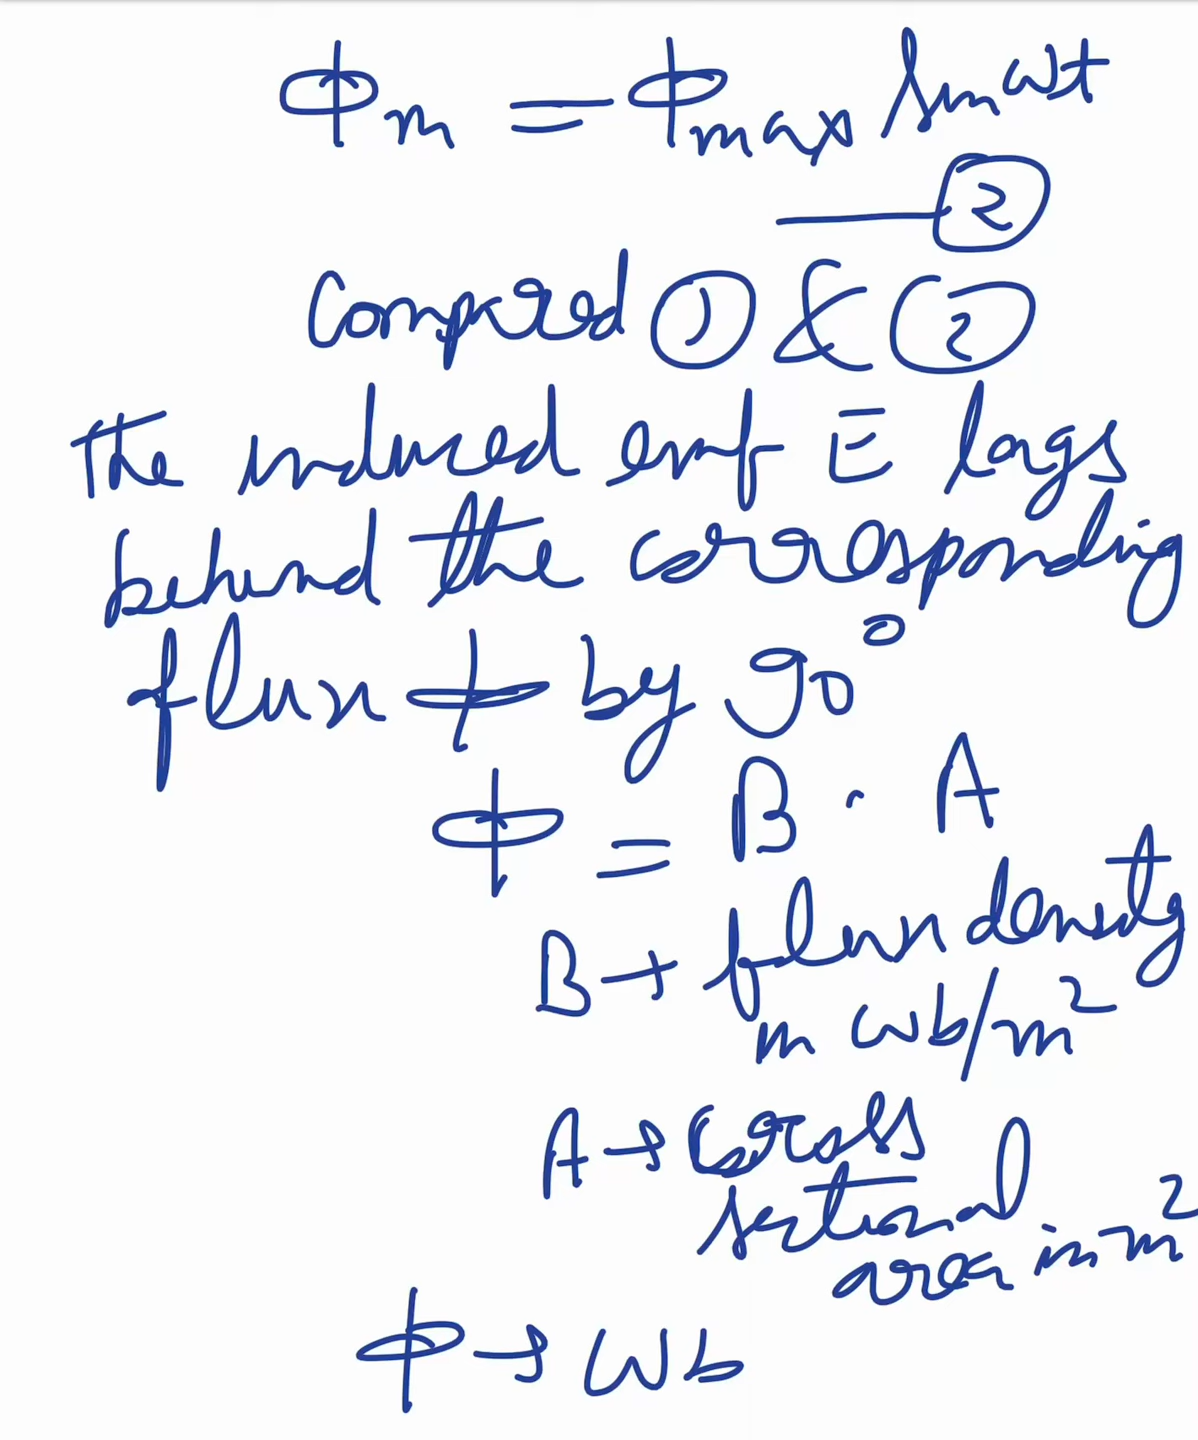 ϕm = ϕmax sin ωt
— ②
Compared ① & ②
The induced emf E lags
behind the corresponding
flux ϕ by 90°
ϕ = B · A
B → flux density
in wb/m²
A → cross
sectional
area in m²
ϕ → wb